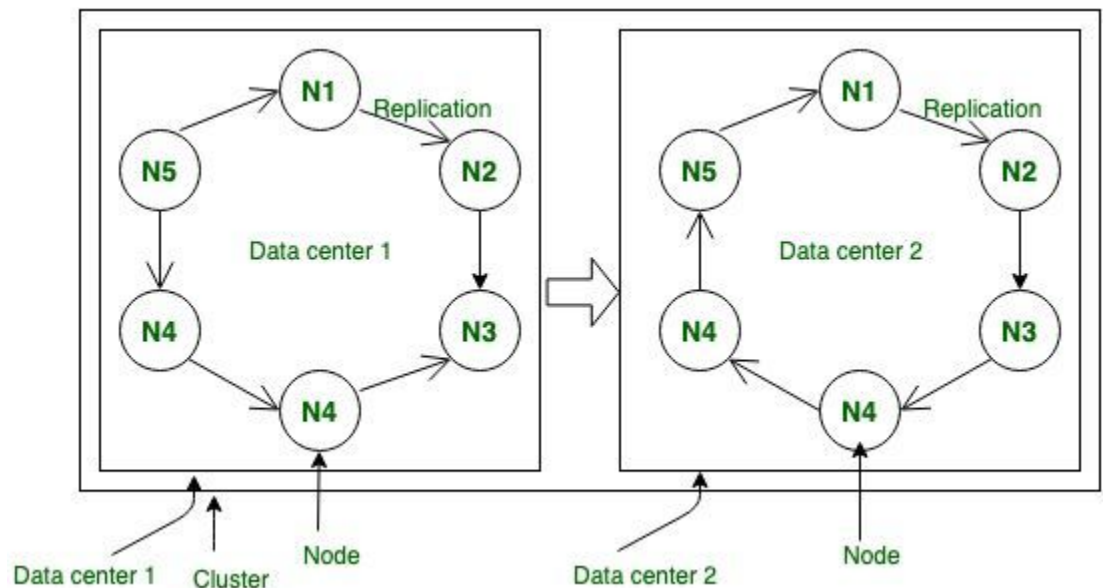 N1
Replication
N5
N2
Data center 1
N4
N3
N4
N1
Replication
N5
N2
Data center 2
N4
N3
N4
Data center 1
Cluster
Node
Data center 2
Node